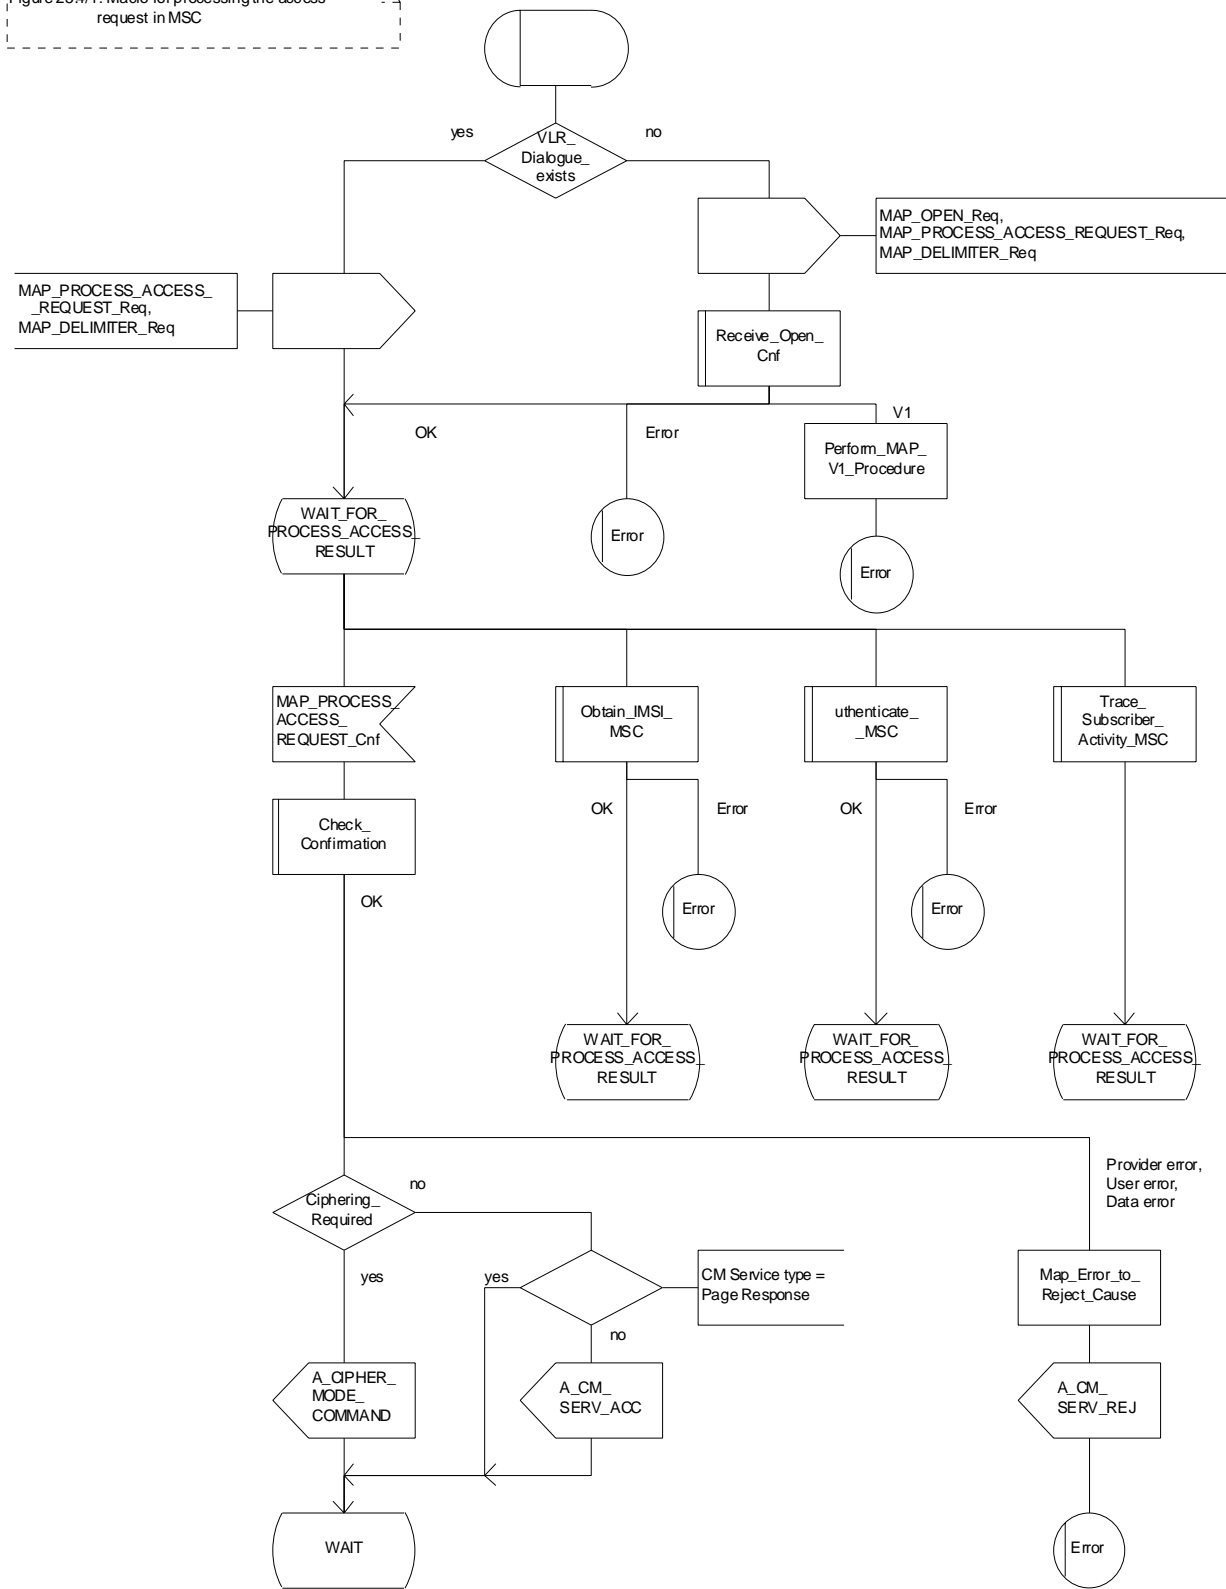 request in MSC
yes
no
VLR_
Dialogue_
exists
MAP_OPEN_Req,
MAP_PROCESS_ACCESS_REQUEST_Req,
MAP_DELIMITER_Req
MAP_PROCESS_ACCESS_
_REQUEST_Req,
MAP_DELIMITER_Req
Receive_Open_
Cnf
OK
Error
V1
Perform_MAP_
V1_Procedure
WAIT_FOR_
PROCESS_ACCESS_
RESULT
Error
Error
MAP_PROCESS_
ACCESS_
REQUEST_Cnf
Obtain_IMSI_
MSC
uthenticate_
_MSC
Trace_
Subscriber_
Activity_MSC
Check_
Confirmation
OK
Error
OK
Error
OK
Error
Error
WAIT_FOR_
PROCESS_ACCESS_
RESULT
WAIT_FOR_
PROCESS_ACCESS_
RESULT
WAIT_FOR_
PROCESS_ACCESS_
RESULT
Provider error,
User error,
Data error
Ciphering_
Required
no
yes
yes
CM Service type =
Page Response
no
Map_Error_to_
Reject_Cause
A_CIPHER_
MODE_
COMMAND
A_CM_
SERV_ACC
A_CM_
SERV_REJ
WAIT
Error